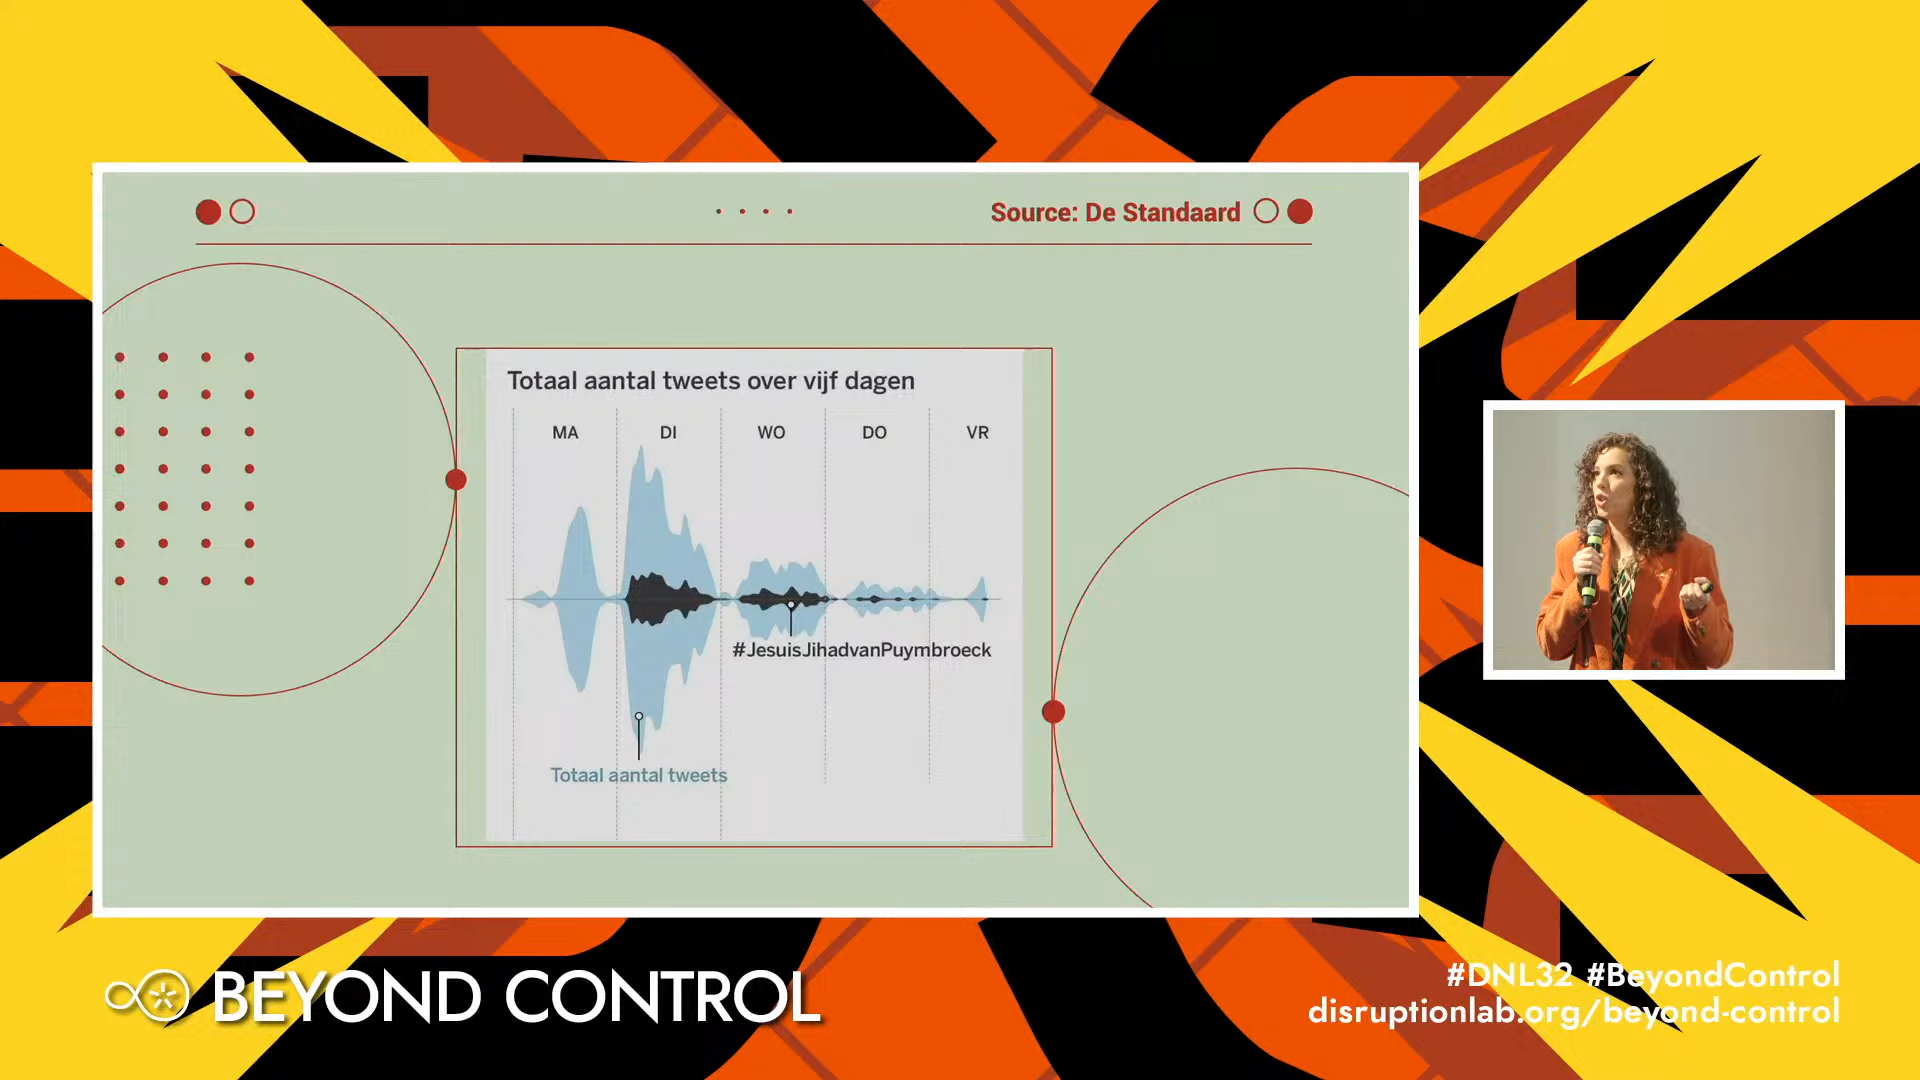 Source: De Standaard
Totaal aantal tweets over vijf dagen
MA DI WO DO VR
#JesuisJihadvanPuymbroeck
Totaal aantal tweets
BEYOND CONTROL
#DNL32 #BeyondControl
disruptionlab.org/beyond-control